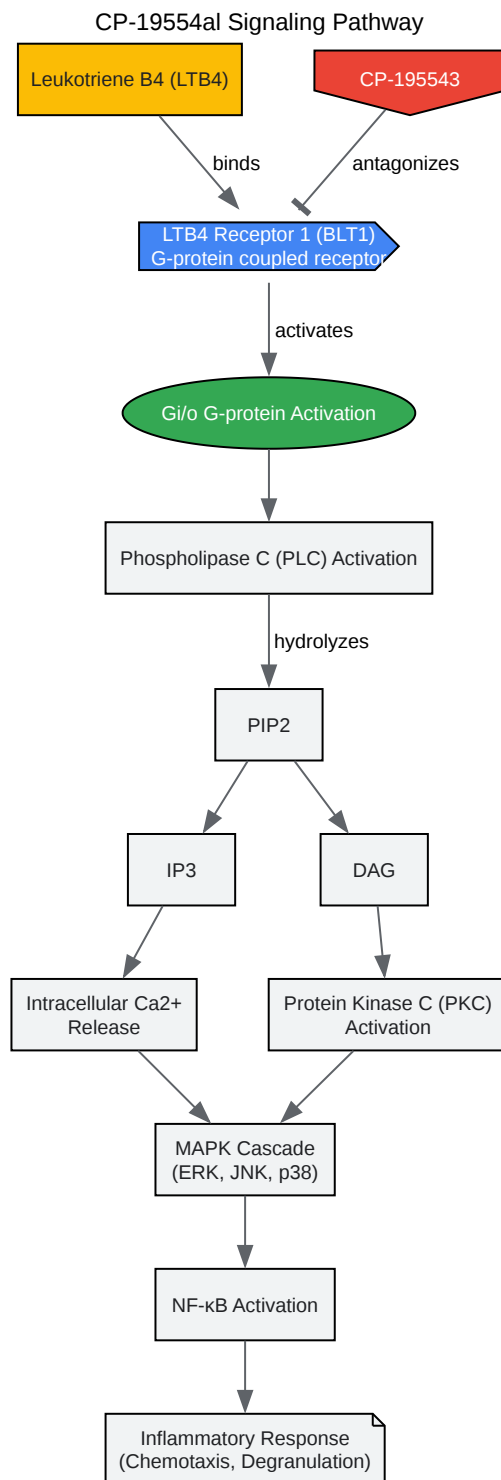 CP-19554al Signaling Pathway
Leukotriene B4 (LTB4)
CP-195543
binds
antagonizes
LTB4 Receptor 1 (BLT1)
G-protein coupled receptor
activates
Gi/o G-protein Activation
Phospholipase C (PLC) Activation
hydrolyzes
PIP2
IP3
DAG
Intracellular Ca2+
Release
Protein Kinase C (PKC)
Activation
MAPK Cascade
(ERK, JNK, p38)
NF-κB Activation
Inflammatory Response
(Chemotaxis, Degranulation)